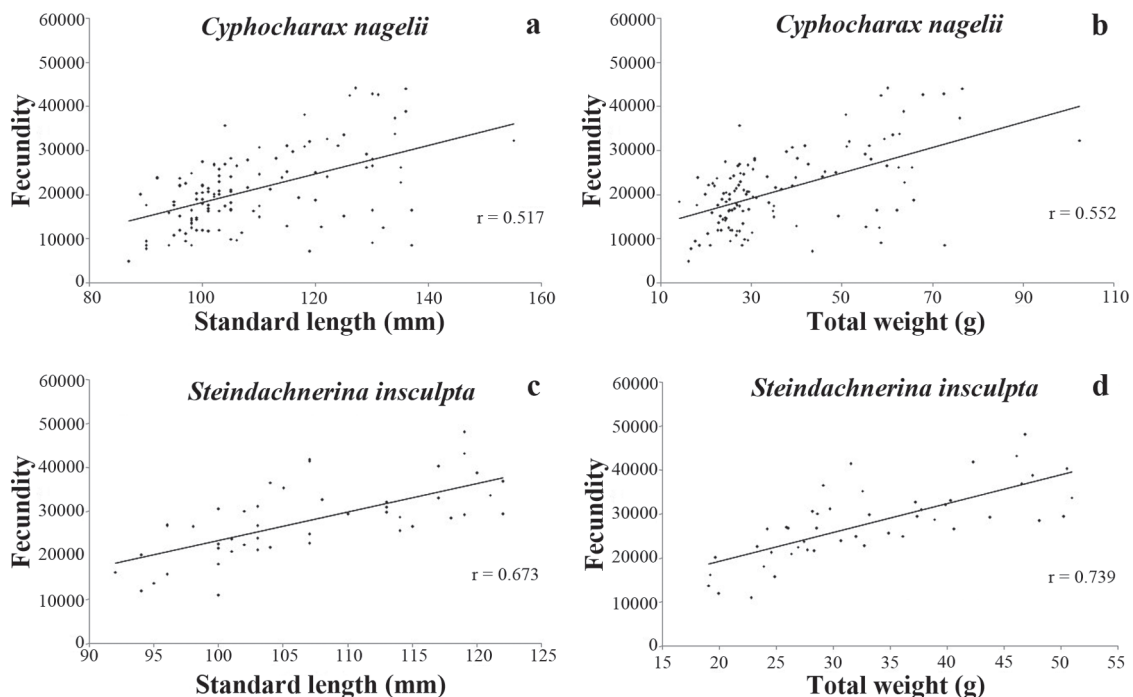 Cyphocharax nagelii a
60000
50000
40000
30000
20000
10000
0
Fecundity
r = 0.517
80 100 120 140 160
Standard length (mm)
Cyphocharax nagelii b
60000
50000
40000
30000
20000
10000
0
Fecundity
r = 0.552
10 30 50 70 90 110
Total weight (g)
Steindachnerina insculpta c
60000
50000
40000
30000
20000
10000
0
Fecundity
r = 0.673
90 95 100 105 110 115 120 125
Standard length (mm)
Steindachnerina insculpta d
60000
50000
40000
30000
20000
10000
0
Fecundity
r = 0.739
15 20 25 30 35 40 45 50 55
Total weight (g)